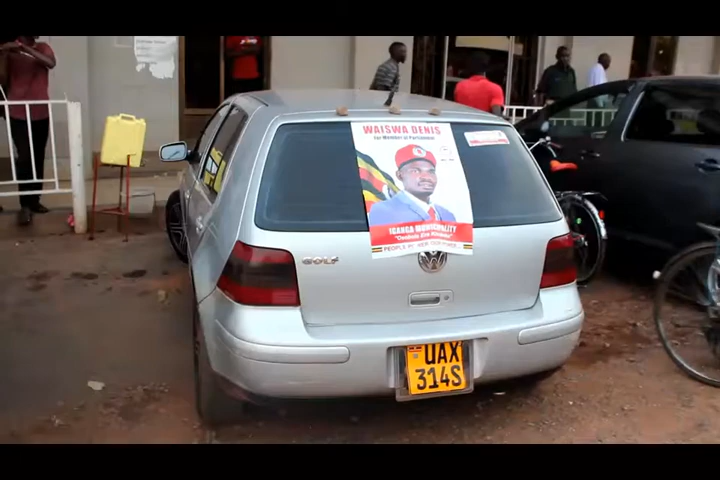 WAISWA DENIS
For Member of Parliament
IGANGA MUNICIPALITY
PEOPLE POWER OUR POWER
GOLF
UAX
314S